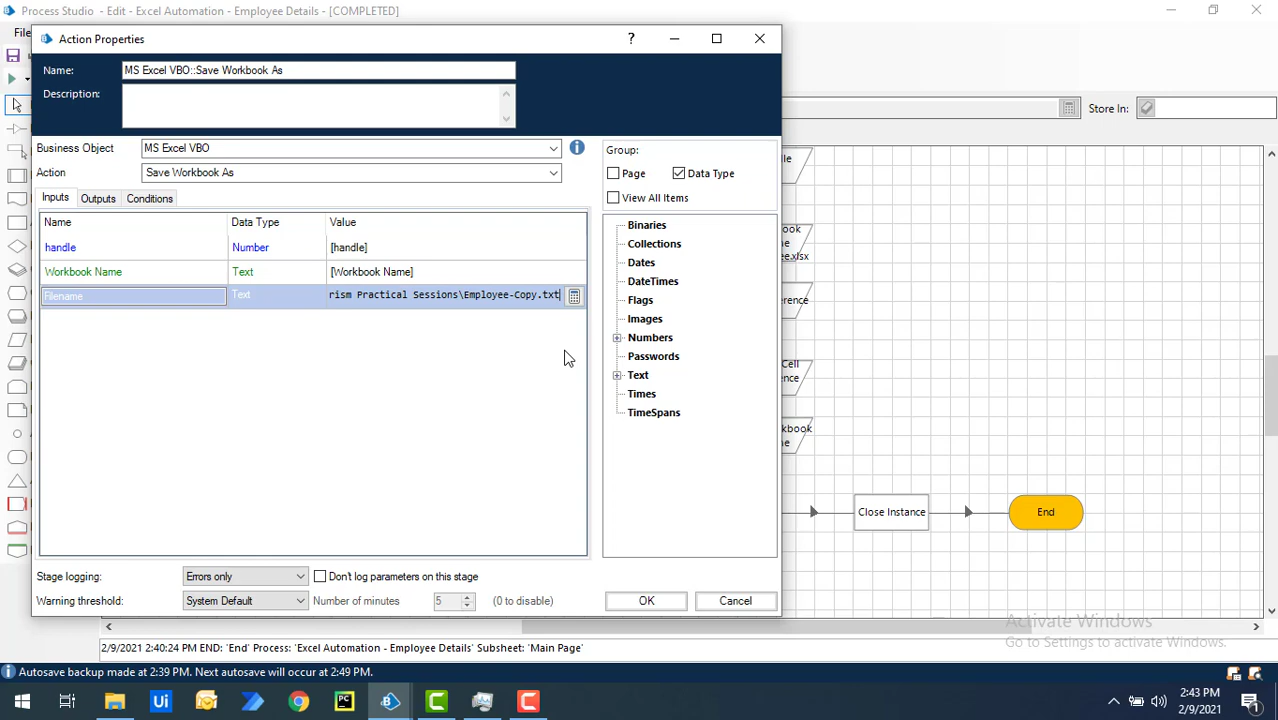 Process Studio - Edit - Excel Automation - Employee Details - [COMPLETED]
File
Action Properties
?
Name: MS Excel VBO::Save Workbook As
Description:
Store In:
Business Object MS Excel VBO
Action Save Workbook As
Group:
Page Data Type
View All Items
Inputs Outputs Conditions
Name Data Type Value
handle Number [handle]
Workbook Name Text [Workbook Name]
Filename Text rism Practical Sessions\Employee-Copy.txt
Binaries
Collections
Dates
DateTimes
Flags
Images
Numbers
Passwords
Text
Times
TimeSpans
ee.xlsx
Cell
Close Instance
End
Stage logging: Errors only Don't log parameters on this stage
Warning threshold: System Default Number of minutes 5 (0 to disable)
OK Cancel
Activate Windows
Go to Settings to activate Windows.
2/9/2021 2:40:24 PM END: 'End' Process: 'Excel Automation - Employee Details' Subsheet: 'Main Page'
Autosave backup made at 2:39 PM. Next autosave will occur at 2:49 PM.
Ui
PC
B
C
C
2:43 PM
2/9/2021
1